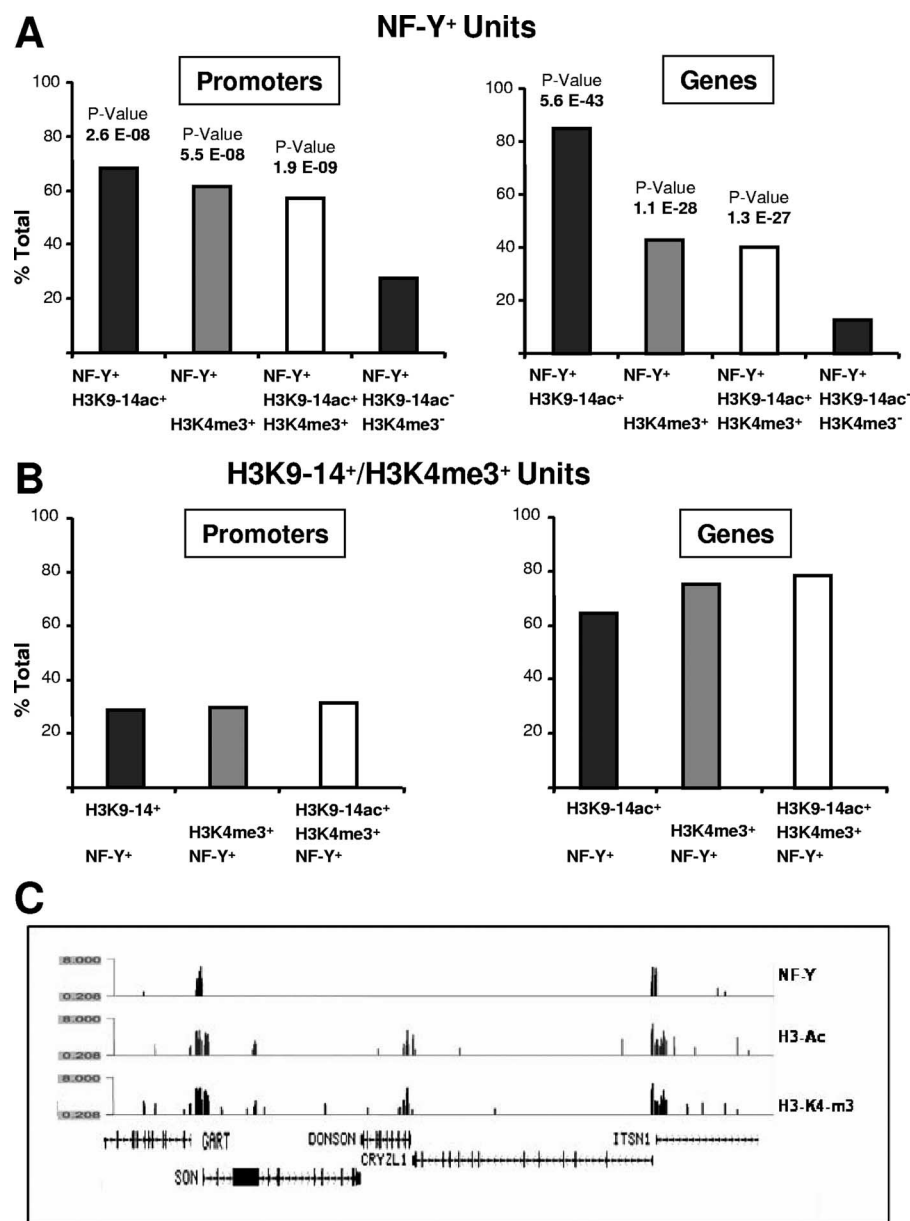 A
NF-Y⁺ Units
Promoters
Genes
% Total
100
80
60
40
20
P-Value
2.6 E-08
P-Value
5.5 E-08
P-Value
1.9 E-09
NF-Y⁺ NF-Y⁺ NF-Y⁺ NF-Y⁺
H3K9-14ac⁺ H3K9-14ac⁺ H3K9-14ac⁻
H3K4me3⁺ H3K4me3⁺ H3K4me3⁻
100
80
60
40
20
P-Value
5.6 E-43
P-Value
1.1 E-28
P-Value
1.3 E-27
NF-Y⁺ NF-Y⁺ NF-Y⁺ NF-Y⁺
H3K9-14ac⁺ H3K9-14ac⁺ H3K9-14ac⁻
H3K4me3⁺ H3K4me3⁺ H3K4me3⁻
B
H3K9-14⁺/H3K4me3⁺ Units
Promoters
Genes
% Total
100
80
60
40
20
H3K9-14⁺ H3K9-14ac⁺
H3K4me3⁺ H3K4me3⁺
NF-Y⁺ NF-Y⁺ NF-Y⁺
100
80
60
40
20
H3K9-14ac⁺ H3K9-14ac⁺
H3K4me3⁺ H3K4me3⁺
NF-Y⁺ NF-Y⁺ NF-Y⁺
C
8.000
0.208
NF-Y
8.000
0.208
H3-Ac
8.000
0.208
H3-K4-m3
GART DONSON ITSN1
CRYZL1
SON